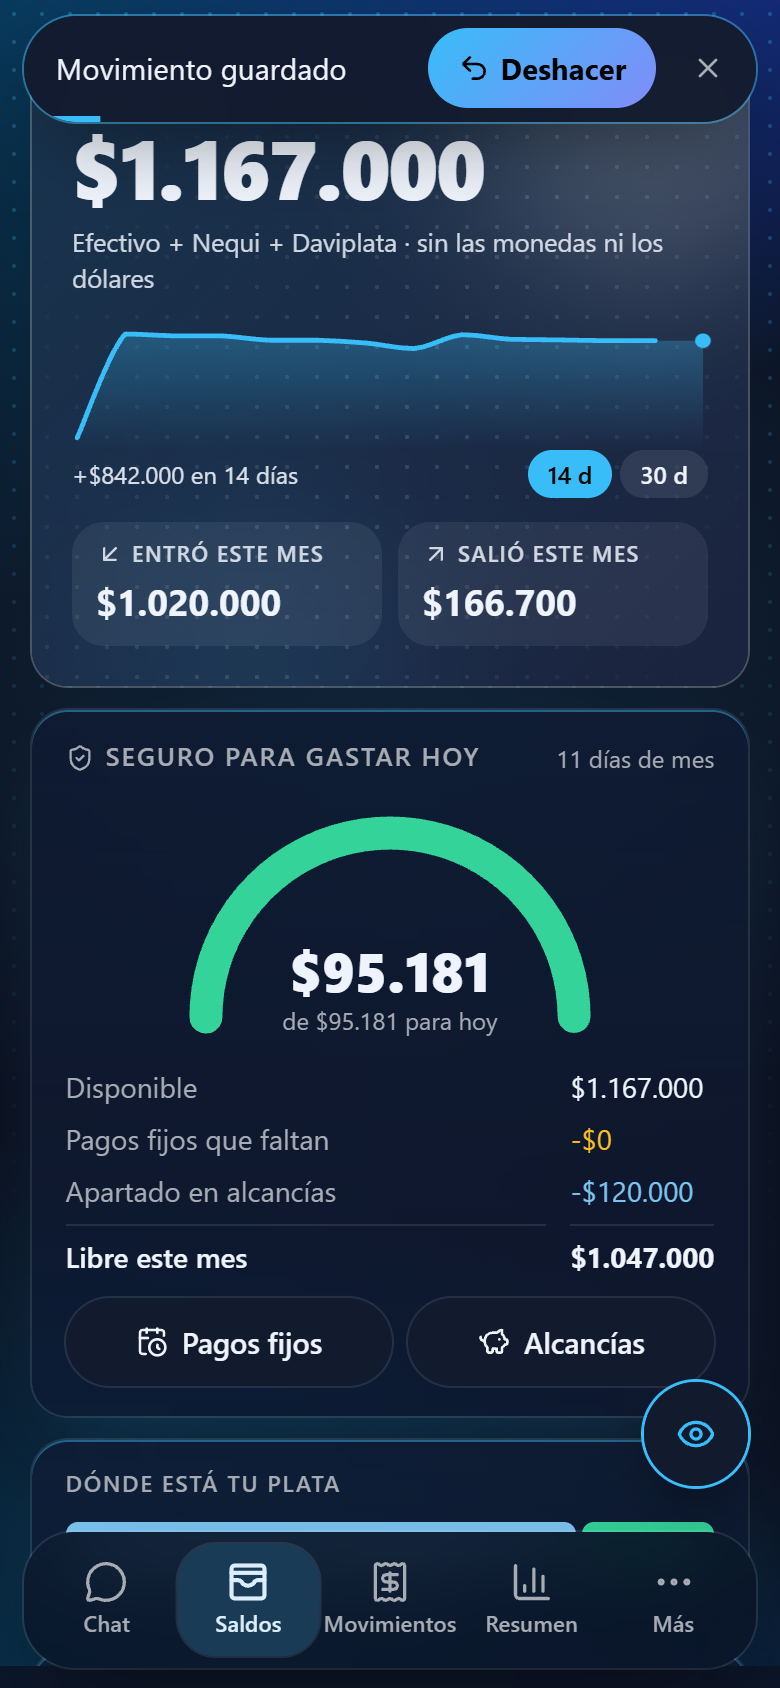 Movimiento guardado
Deshacer
$1.167.000
Efectivo + Nequi + Daviplata · sin las monedas ni los
dólares
+$842.000 en 14 días
14 d
30 d
ENTRÓ ESTE MES
$1.020.000
SALIÓ ESTE MES
$166.700
SEGURO PARA GASTAR HOY
11 días de mes
$95.181
de $95.181 para hoy
Disponible
$1.167.000
Pagos fijos que faltan
-$0
Apartado en alcancías
-$120.000
Libre este mes
$1.047.000
Pagos fijos
Alcancías
DÓNDE ESTÁ TU PLATA
Chat
Saldos
Movimientos
Resumen
Más